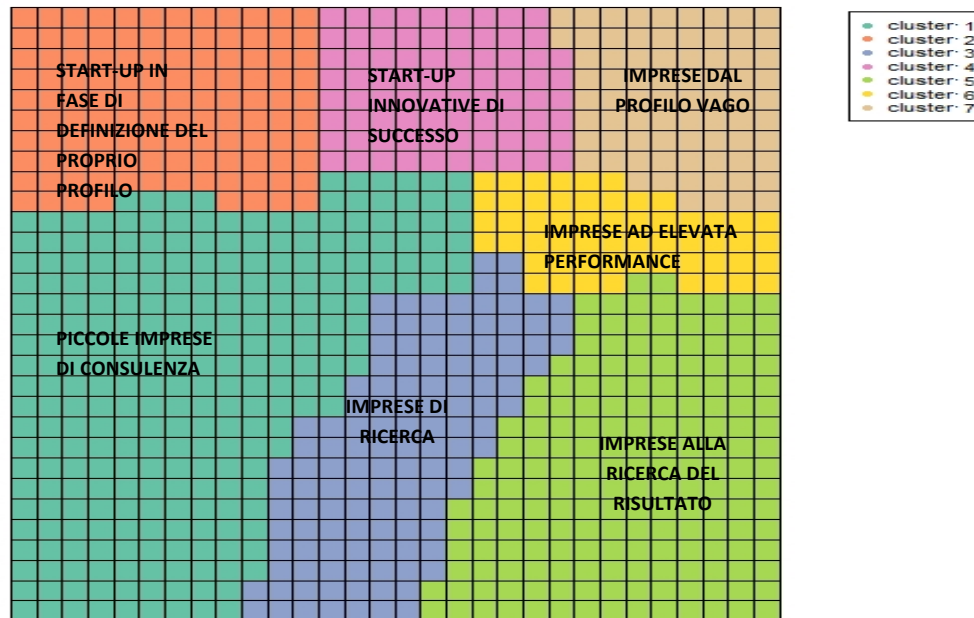 START-UP IN
FASE DI
DEFINIZIONE DEL
PROPRIO
PROFILO
START-UP
INNOVATIVE DI
SUCCESSO
IMPRESE DAL
PROFILO VAGO
IMPRESE AD ELEVATA
PERFORMANCE
PICCOLE IMPRESE
DI CONSULENZA
IMPRESE DI
RICERCA
IMPRESE ALLA
RICERCA DEL
RISULTATO
cluster 1
cluster 2
cluster 3
cluster 4
cluster 5
cluster 6
cluster 7